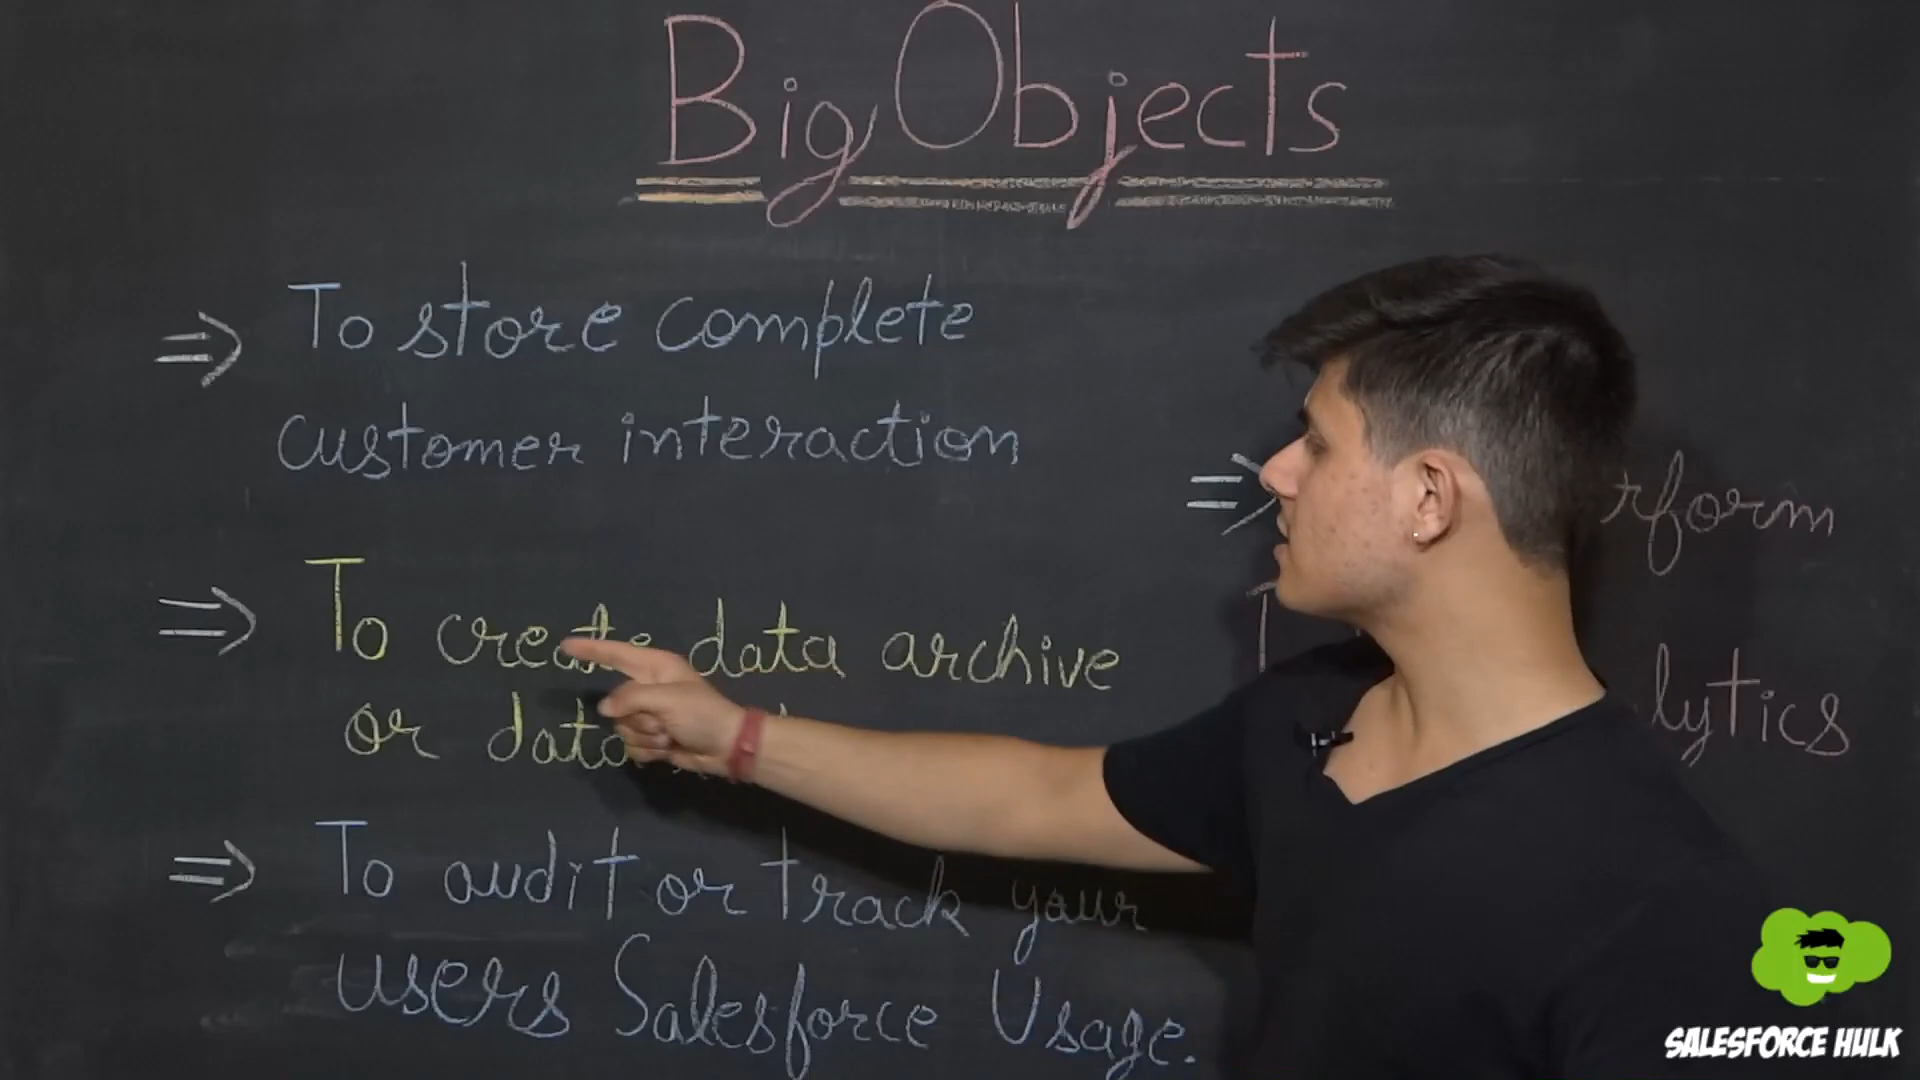 Big Objects
⇒ To store complete
customer interaction
⇒ To create data archive
or data
⇒ To audit or track your
users Salesforce Usage.
⇒ rform
lytics
SALESFORCE HULK